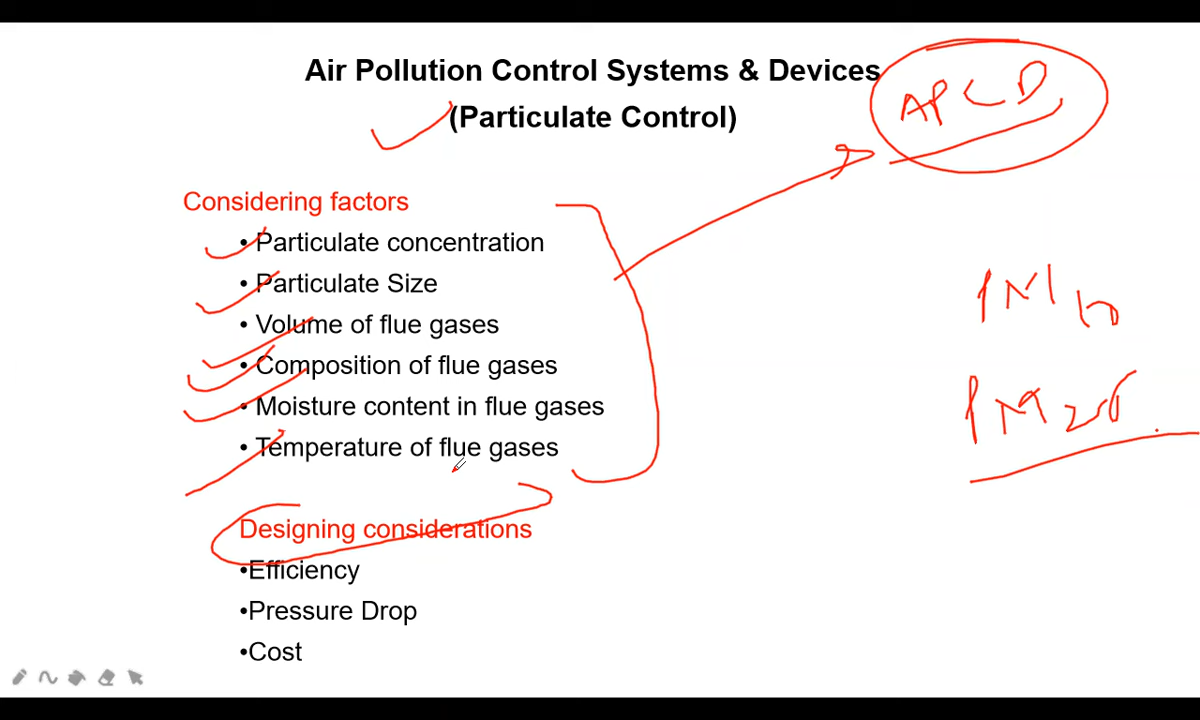 Air Pollution Control Systems & Devices
(Particulate Control)
APCD
Considering factors
• Particulate concentration
• Particulate Size
• Volume of flue gases
• Composition of flue gases
• Moisture content in flue gases
• Temperature of flue gases
PM10
Designing considerations
•Efficiency
•Pressure Drop
•Cost